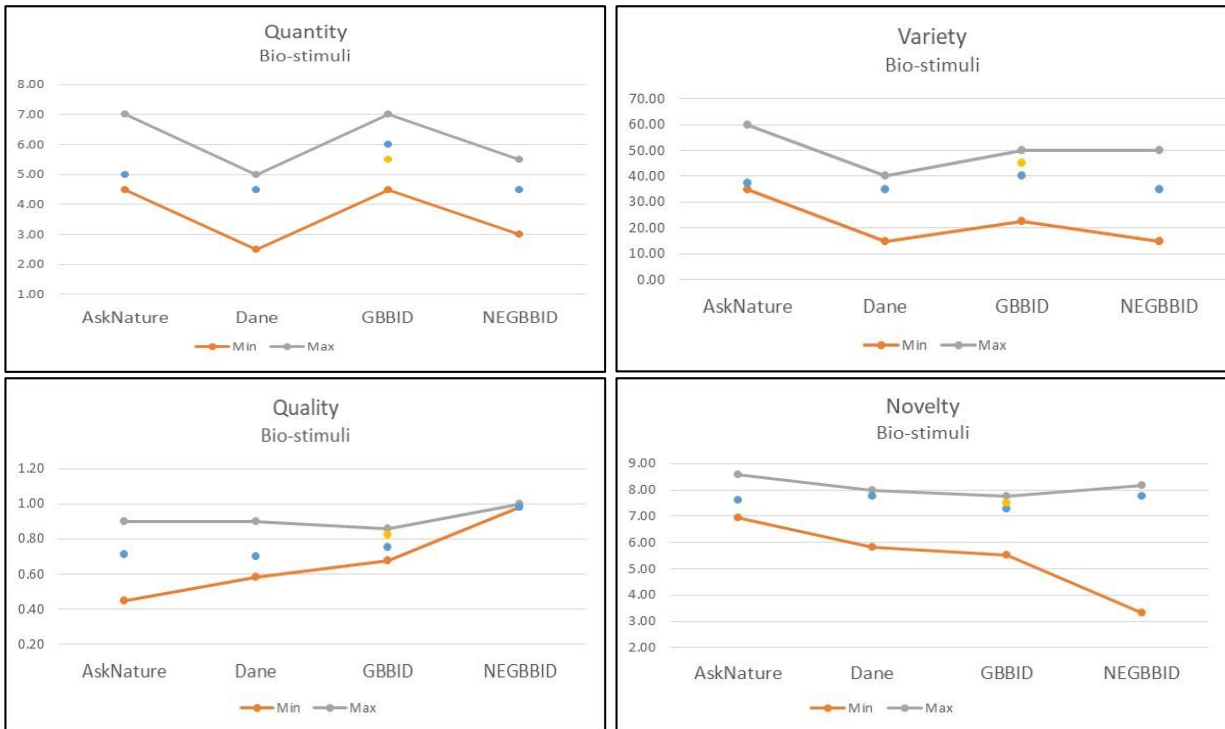 Quantity
Bio-stimuli
8.00
7.00
6.00
5.00
4.00
3.00
2.00
1.00
AskNature Dane GBBID NEGBBID
Min Max
Variety
Bio-stimuli
70.00
60.00
50.00
40.00
30.00
20.00
10.00
0.00
AskNature Dane GBBID NEGBBID
Min Max
Quality
Bio-stimuli
1.20
1.00
0.80
0.60
0.40
0.20
AskNature Dane GBBID NEGBBID
Min Max
Novelty
Bio-stimuli
9.00
8.00
7.00
6.00
5.00
4.00
3.00
2.00
AskNature Dane GBBID NEGBBID
Min Max